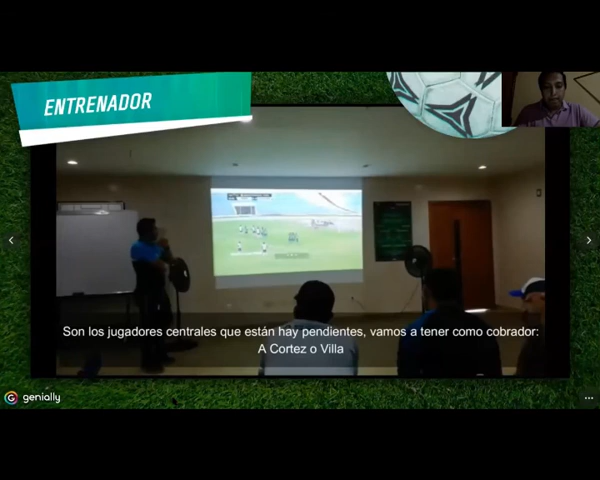 ENTRENADOR
Son los jugadores centrales que están hay pendientes, vamos a tener como cobrador:
A Cortez o Villa
genially